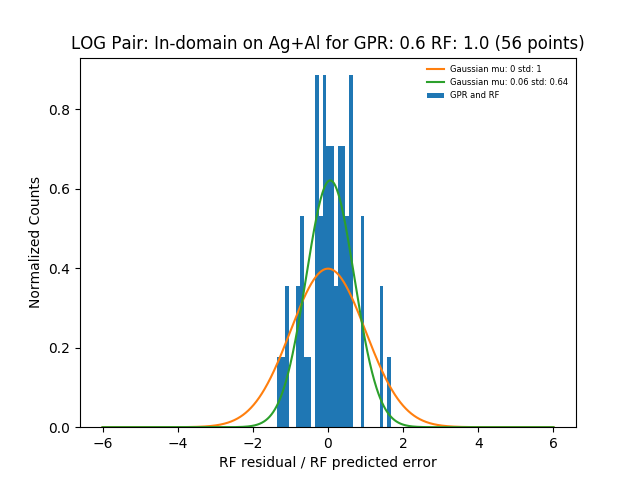 LOG Pair: In-domain on Ag+Al for GPR: 0.6 RF: 1.0 (56 points)
Gaussian mu: 0 std: 1
Gaussian mu: 0.06 std: 0.64
GPR and RF
Normalized Counts
0.8
0.6
0.4
0.2
0.0
−6
−4
−2
0
2
4
6
RF residual / RF predicted error